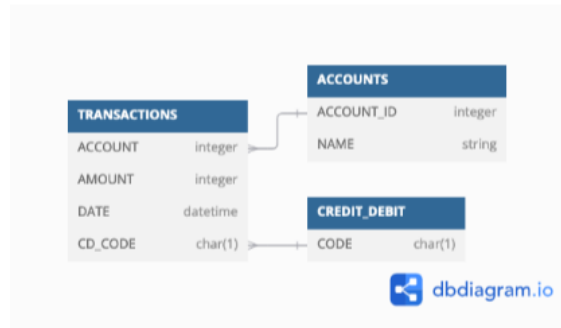 TRANSACTIONS
ACCOUNT integer
AMOUNT integer
DATE datetime
CD_CODE char(1)
ACCOUNTS
ACCOUNT_ID integer
NAME string
CREDIT_DEBIT
CODE char(1)
dbdiagram.io